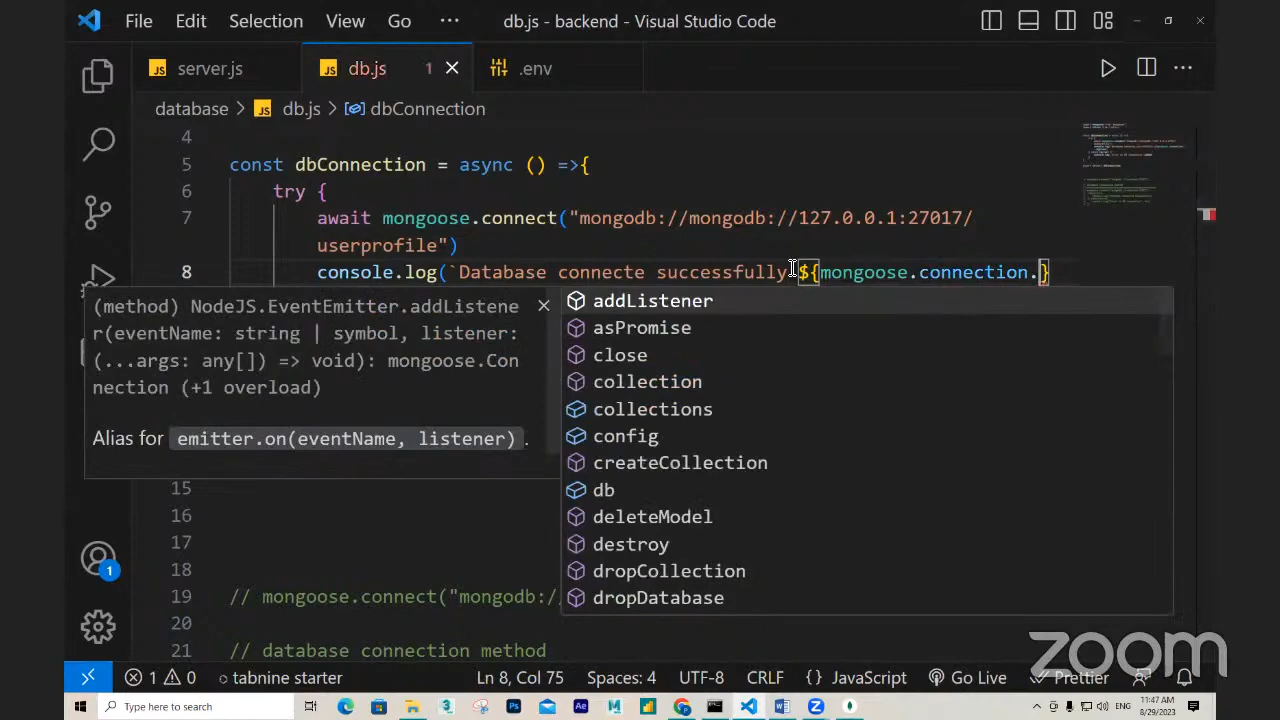 File Edit Selection View Go ··· db.js - backend - Visual Studio Code
server.js db.js 1 .env
database > db.js > dbConnection
4
5 const dbConnection = async () =>{
6 try {
7 await mongoose.connect("mongodb://mongodb://127.0.0.1:27017/
userprofile")
8 console.log(`Database connecte successfully ${mongoose.connection.}
(method) NodeJS.EventEmitter.addListene
r(eventName: string | symbol, listener:
(...args: any[]) => void): mongoose.Con
nection (+1 overload)
Alias for emitter.on(eventName, listener).
addListener
asPromise
close
collection
collections
config
createCollection
db
deleteModel
destroy
dropCollection
dropDatabase
15
16
17
18
19 // mongoose.connect("mongodb:/
20
21 // database connection method
1
zoom
1 0 tabnine starter Ln 8, Col 75 Spaces: 4 UTF-8 CRLF {} JavaScript Go Live Prettier
Type here to search
11:47 AM
8/29/2023